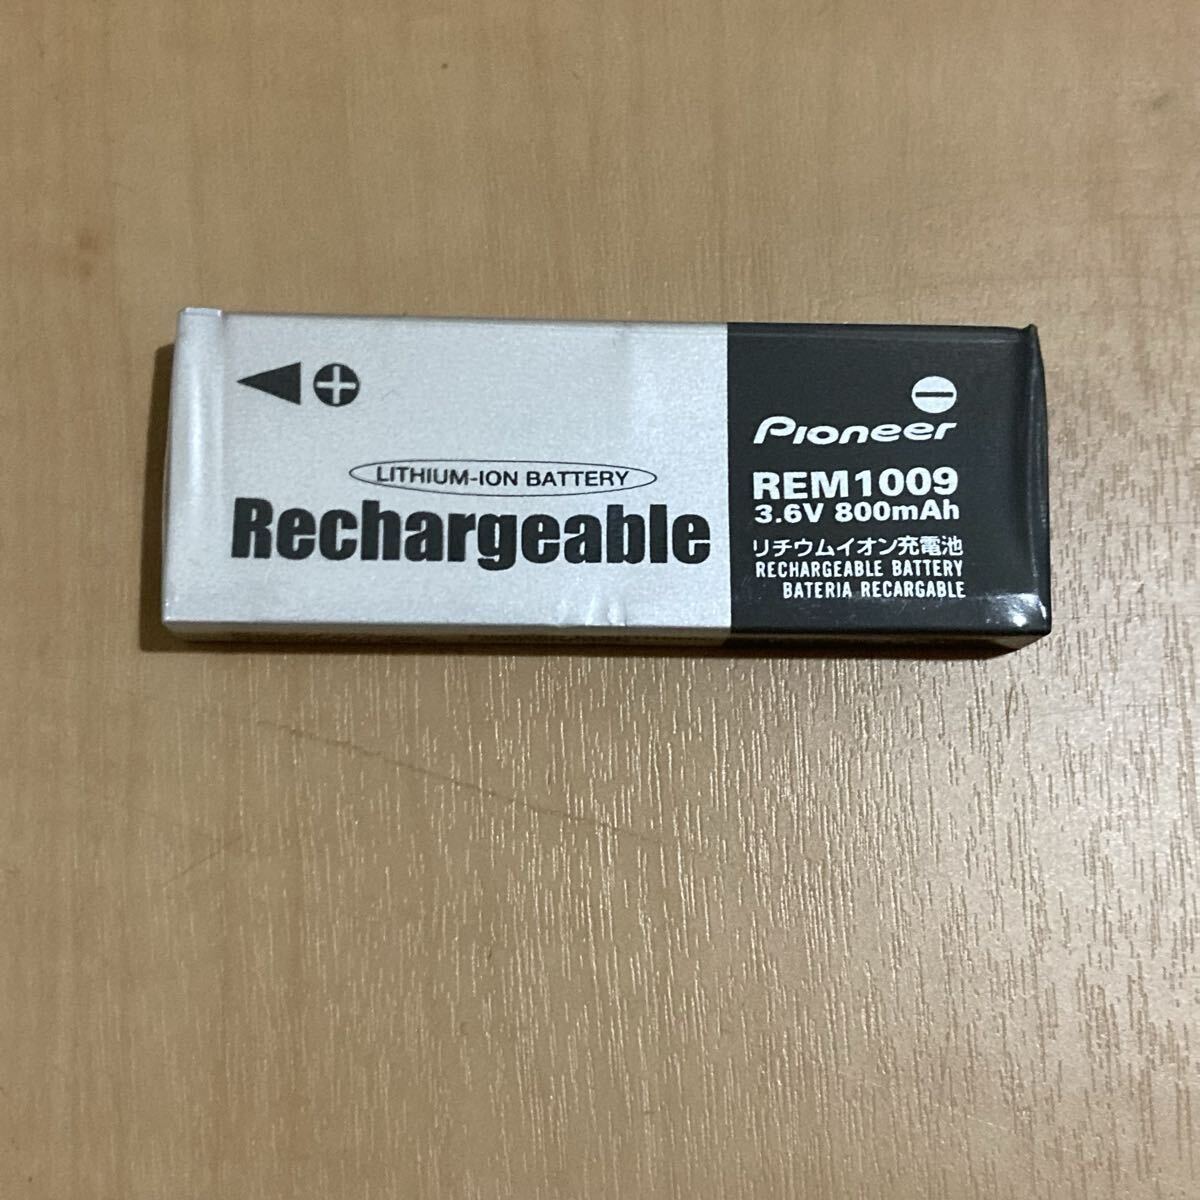 LITHIUM-ION BATTERY
Rechargeable
Pioneer
REM1009
3.6V 800mAh
リチウムイオン充電池
RECHARGEABLE BATTERY
BATERIA RECARGABLE